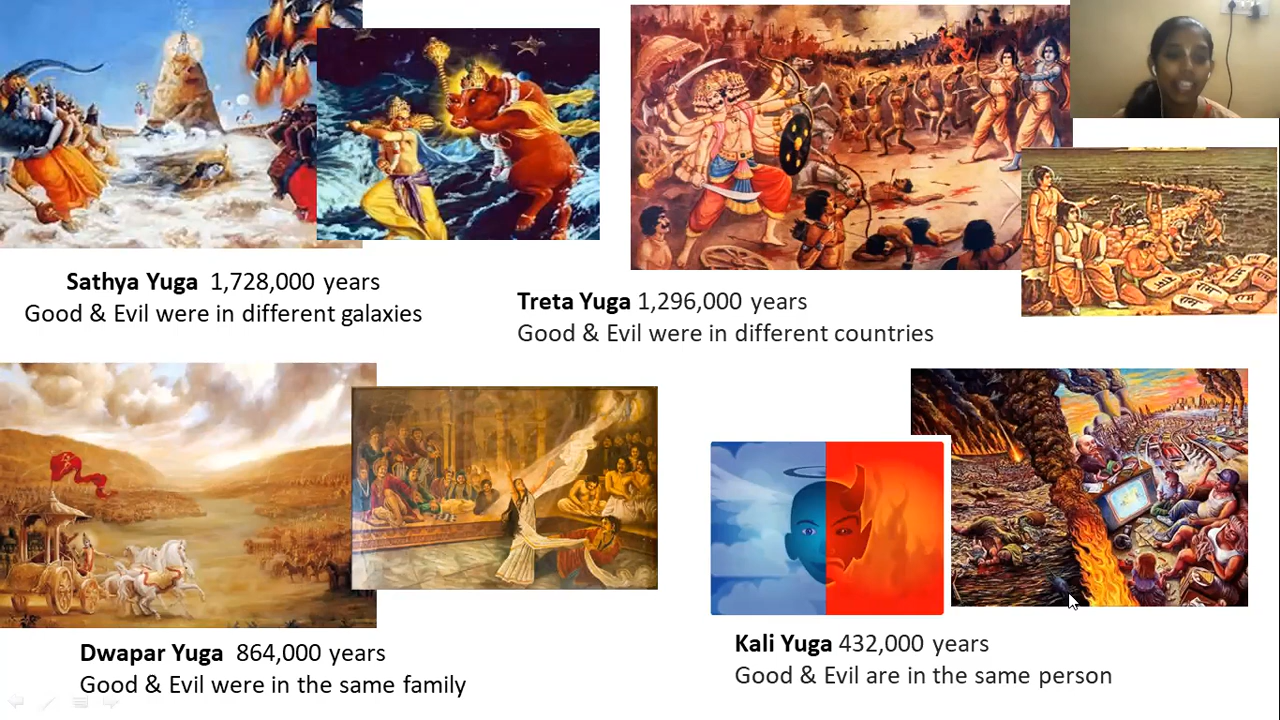 Sathya Yuga 1,728,000 years
Good & Evil were in different galaxies
Treta Yuga 1,296,000 years
Good & Evil were in different countries
Dwapar Yuga 864,000 years
Good & Evil were in the same family
Kali Yuga 432,000 years
Good & Evil are in the same person